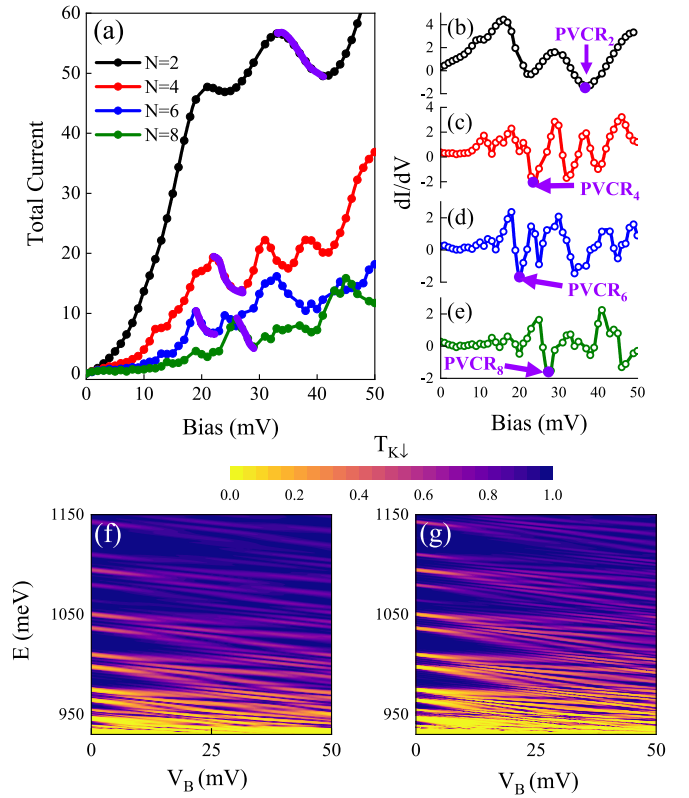 (a)
N=2
N=4
N=6
N=8
Total Current
60
50
40
30
20
10
0
0 10 20 30 40 50
Bias (mV)
(b)
PVCR2
4
2
0
-2
(c)
PVCR4
4
2
0
-2
(d)
PVCR6
2
0
-2
(e)
PVCR8
2
0
-2
dI/dV
0 10 20 30 40 50
Bias (mV)
TK↓
0.0 0.2 0.4 0.6 0.8 1.0
(f)
E (meV)
1150
1050
950
0 25 50
VB (mV)
(g)
1150
1050
950
0 25 50
VB (mV)